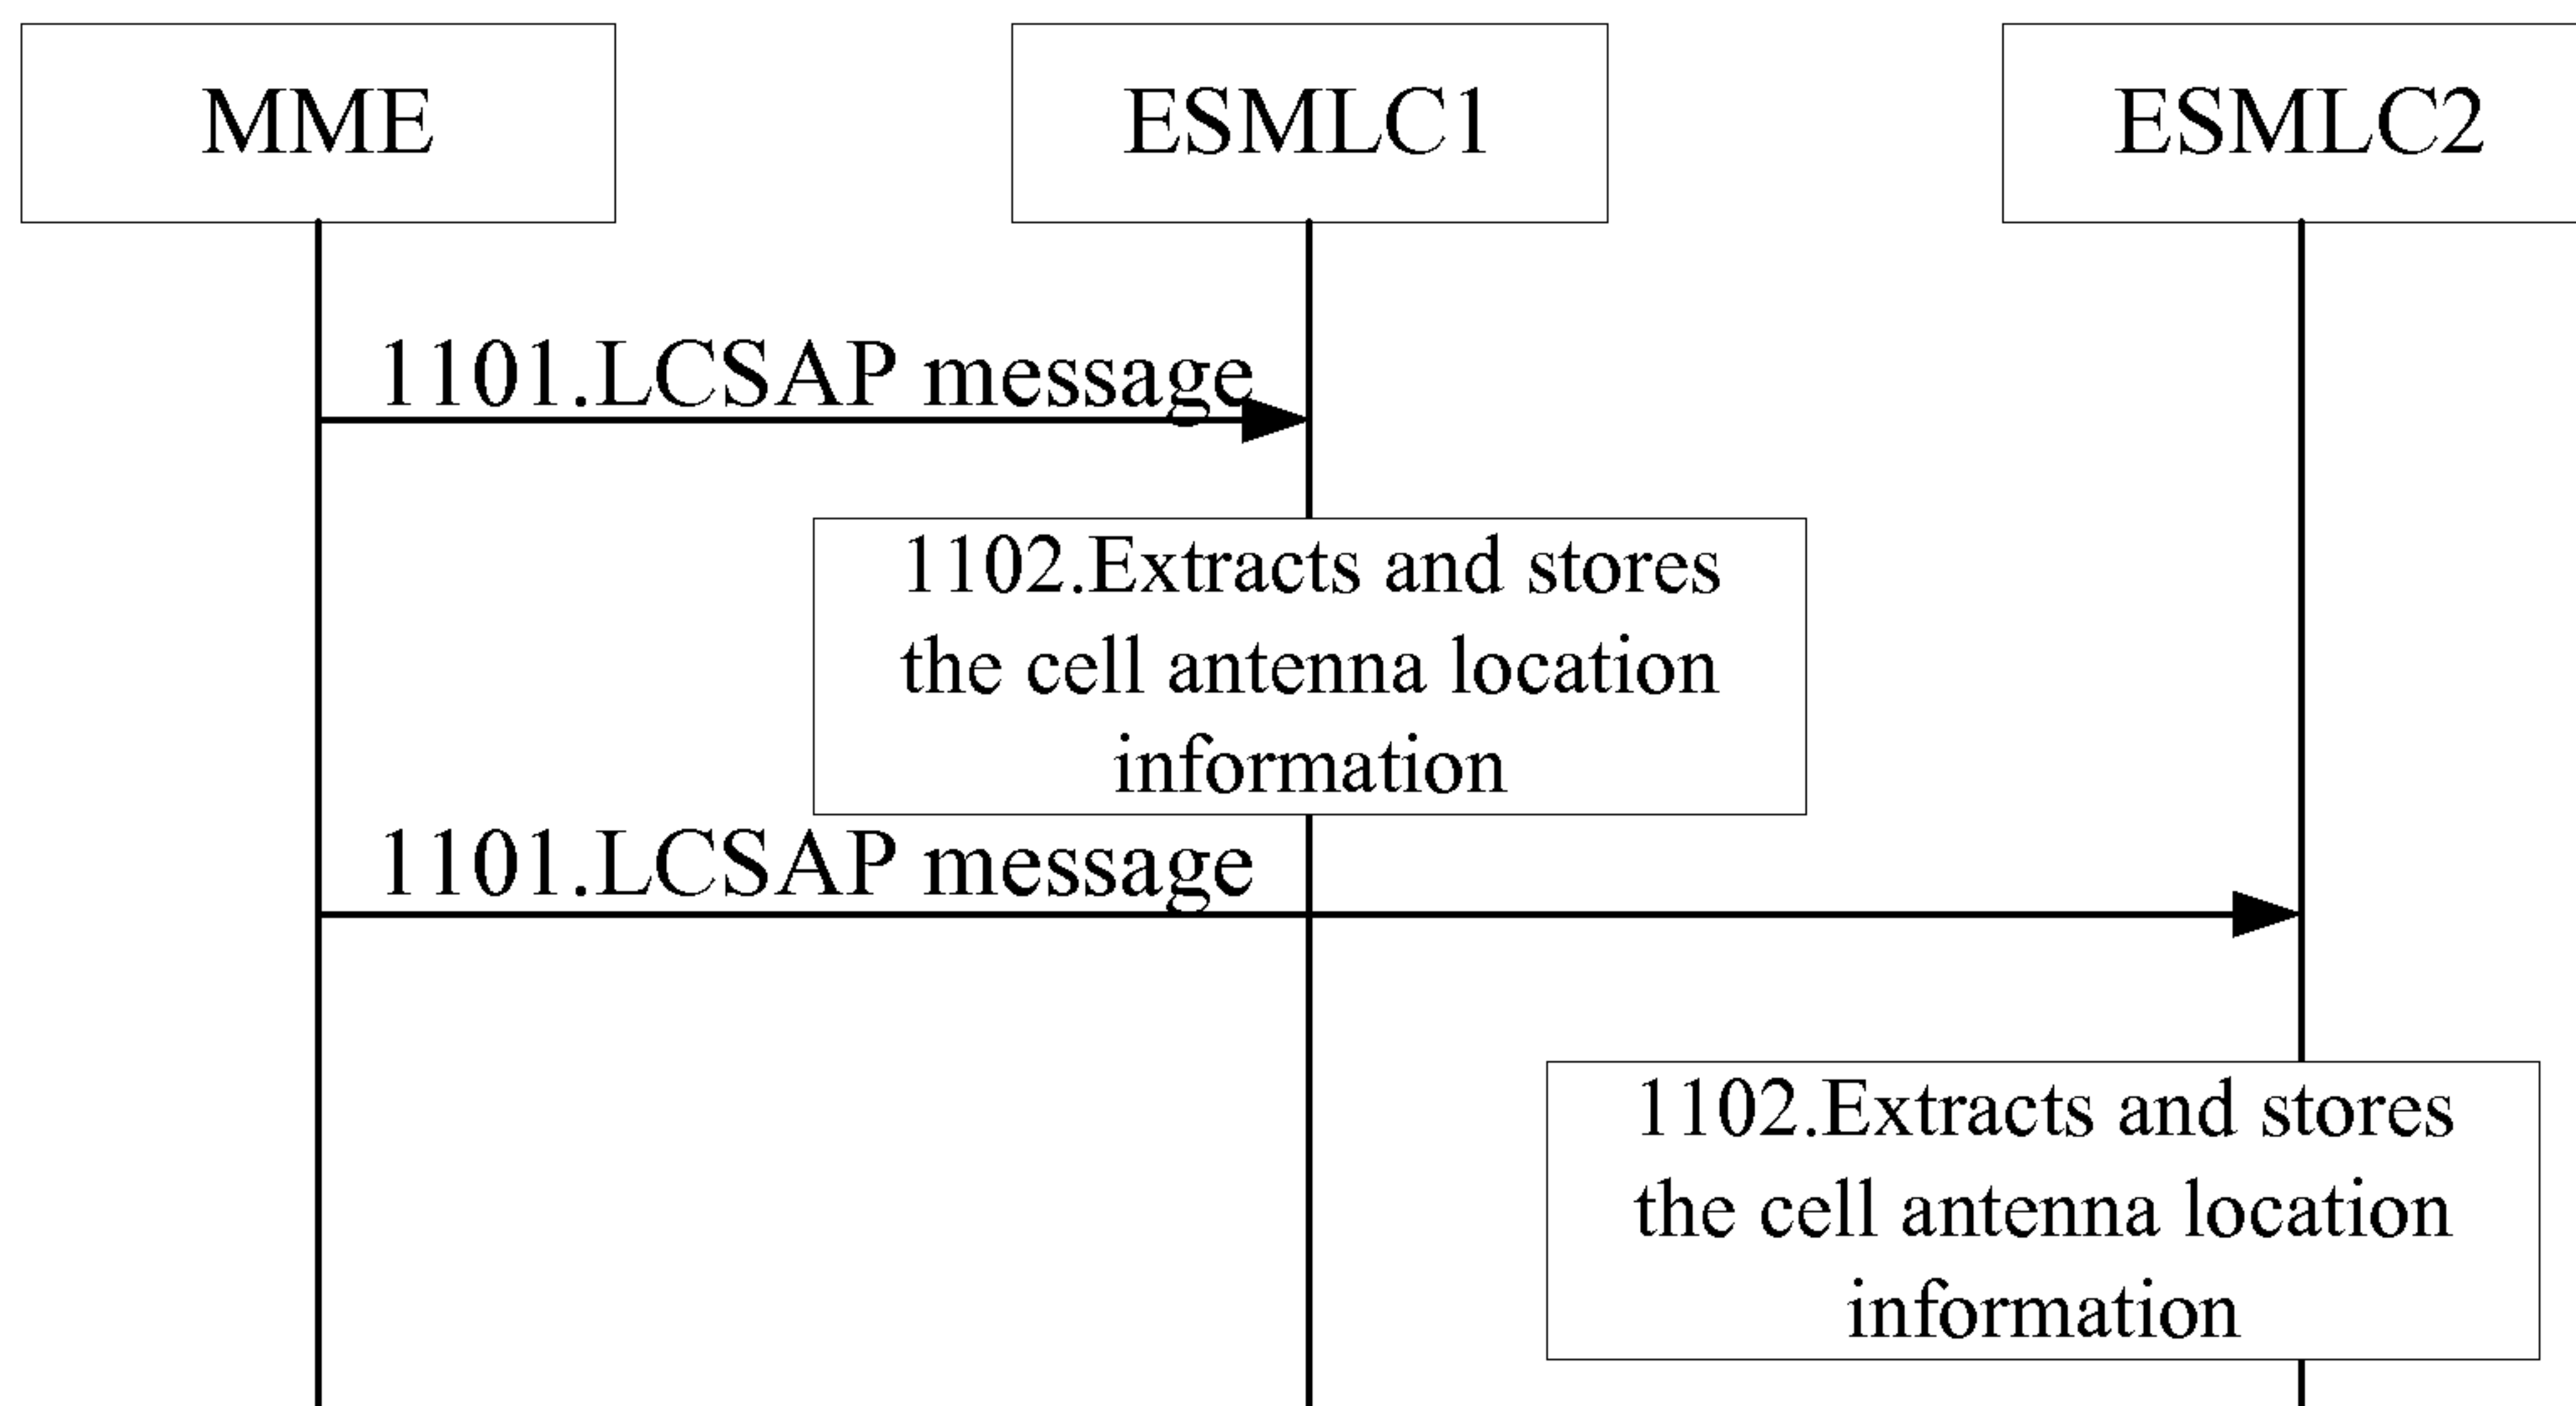 MME
ESMLC1
ESMLC2
1101.LCSAP message
1102.Extracts and stores
the cell antenna location
information
1101.LCSAP message
1102.Extracts and stores
the cell antenna location
information